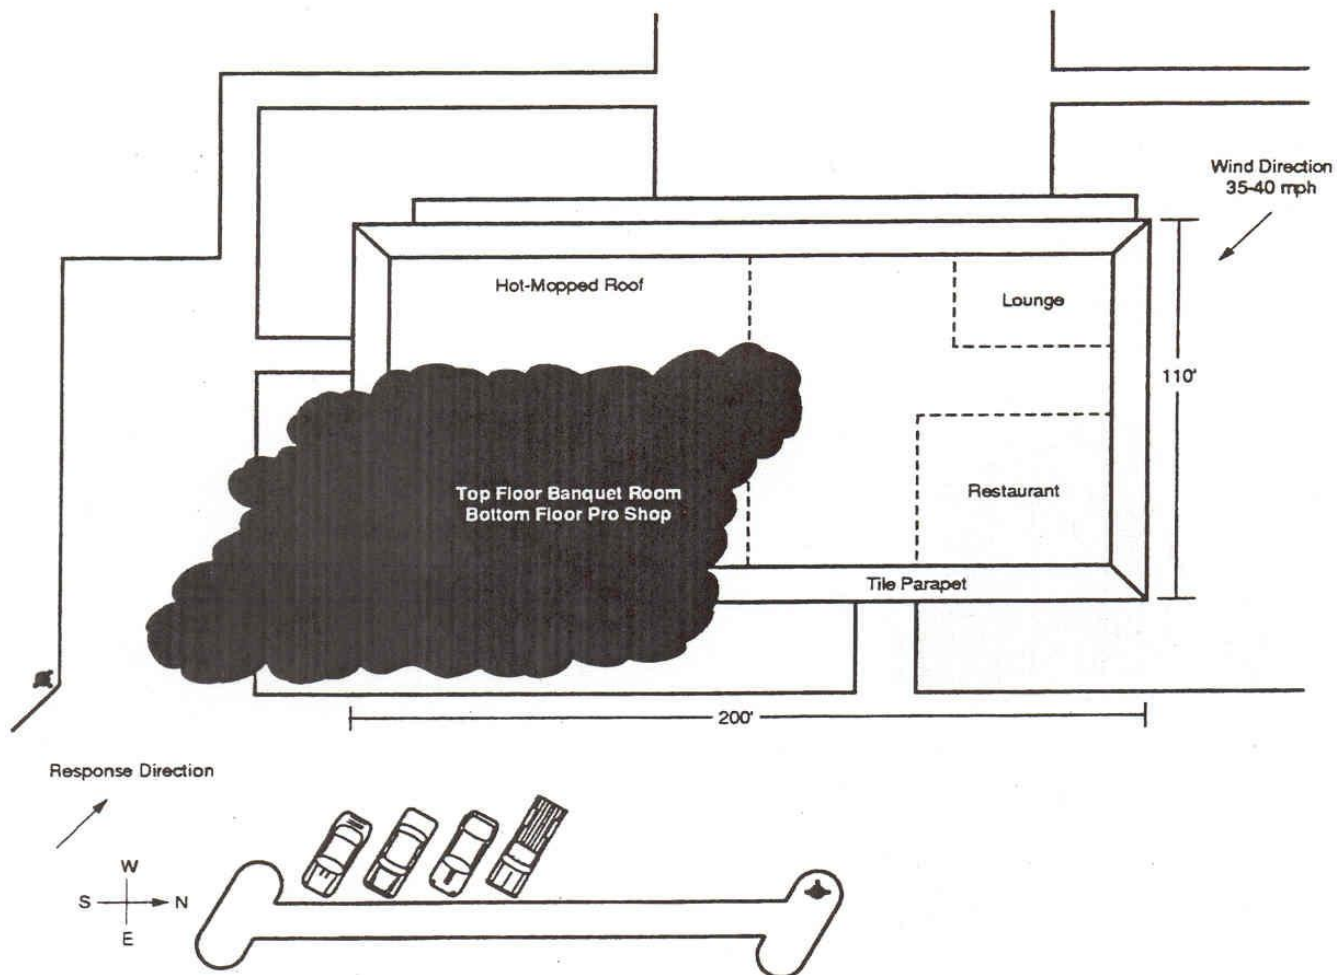 Wind Direction
35-40 mph
Hot-Mopped Roof
Lounge
110'
Top Floor Banquet Room
Bottom Floor Pro Shop
Restaurant
Tile Parapet
200'
Response Direction
W
S N
E